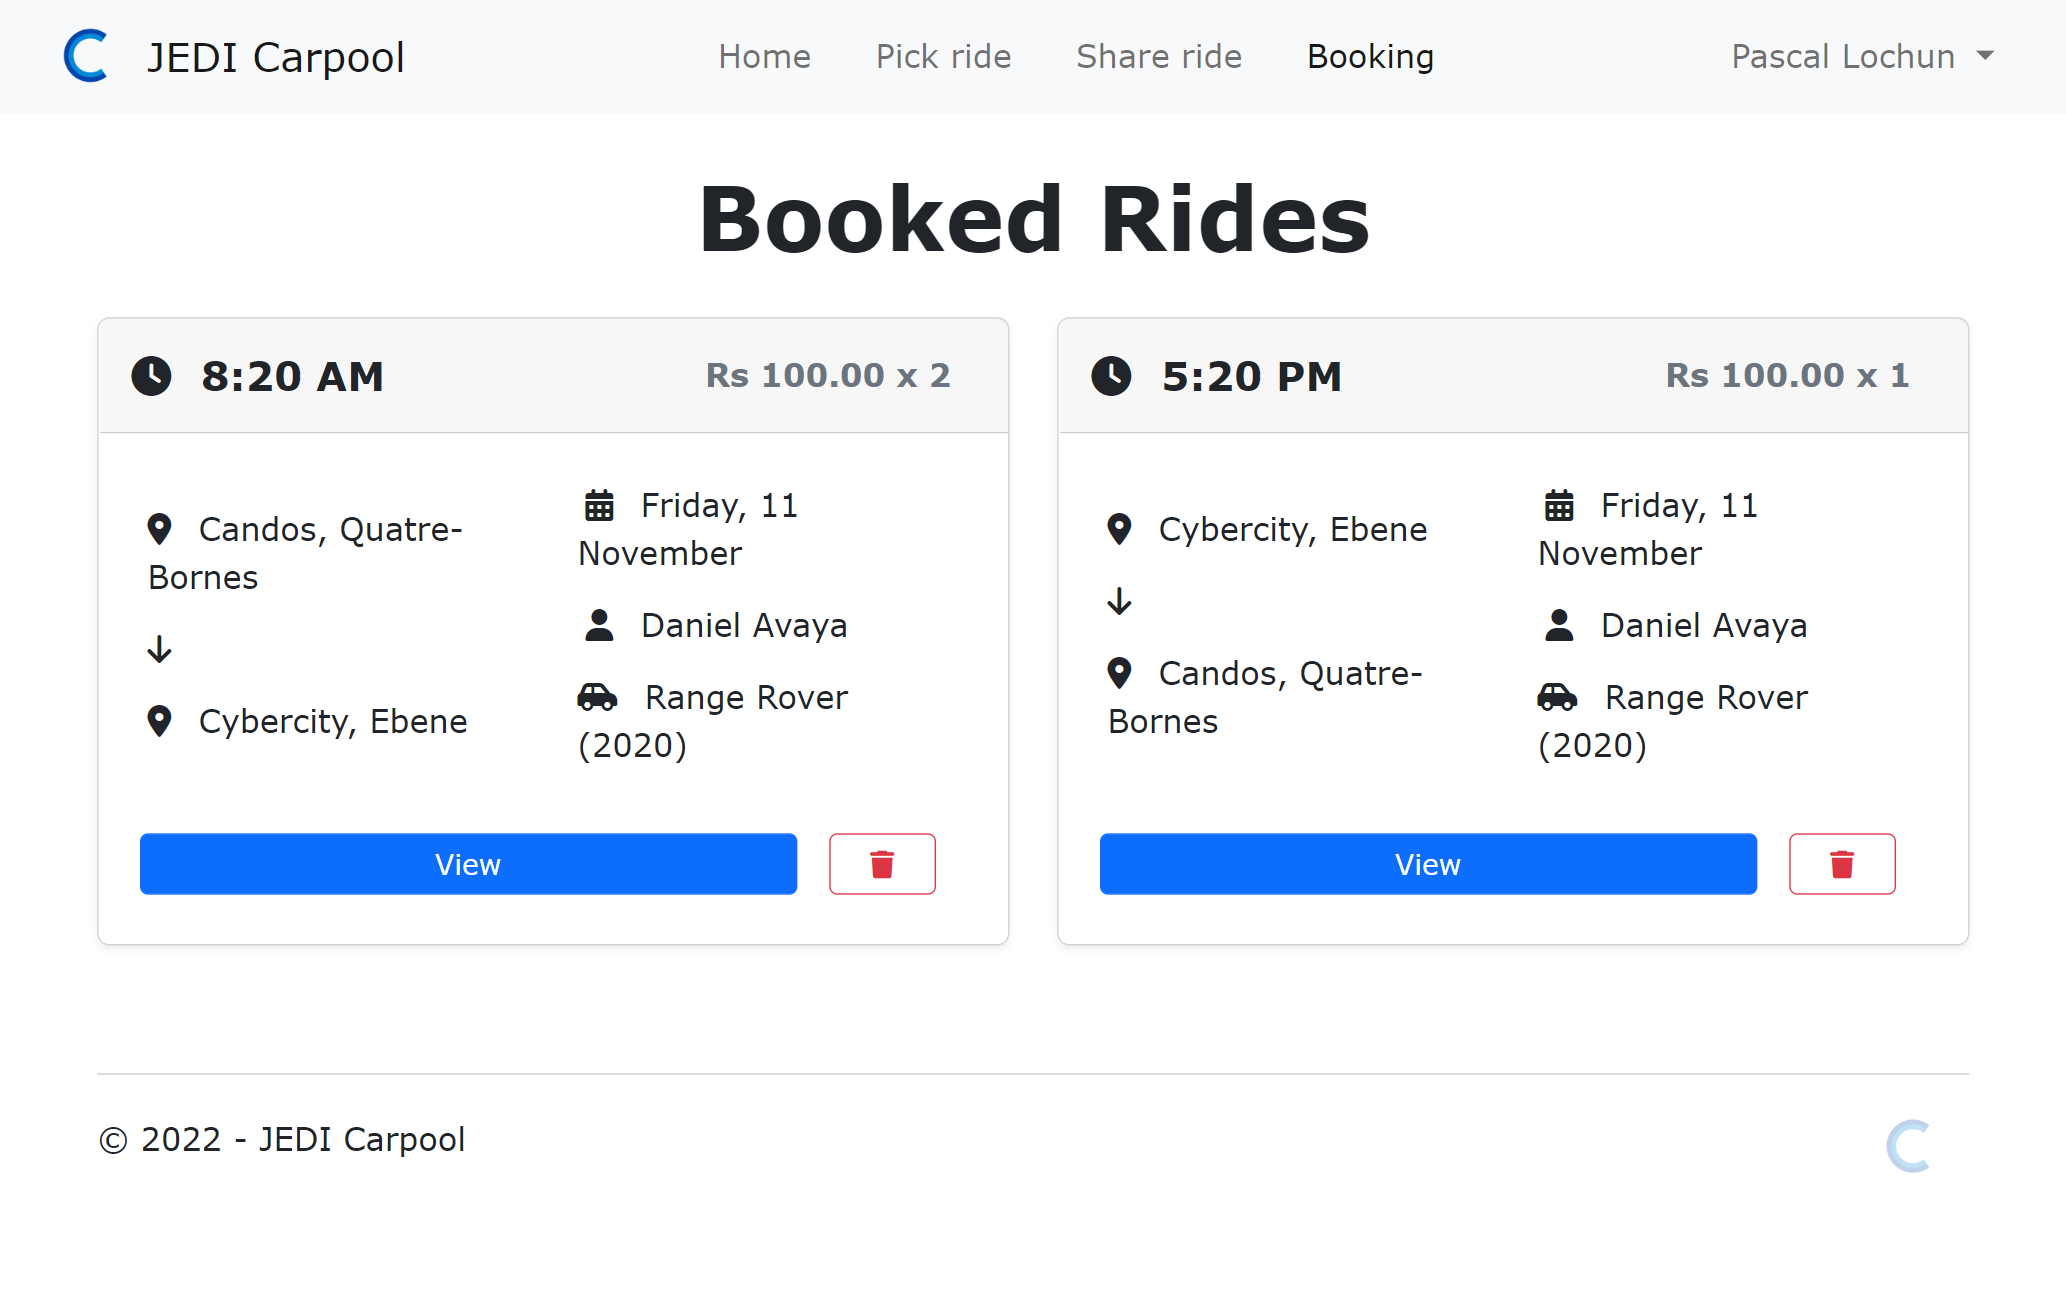 JEDI Carpool
Home
Pick ride
Share ride
Booking
Pascal Lochun
Booked Rides
8:20 AM
Rs 100.00 x 2
Candos, Quatre-
Bornes
Cybercity, Ebene
Friday, 11
November
Daniel Avaya
Range Rover
(2020)
View
5:20 PM
Rs 100.00 x 1
Cybercity, Ebene
Candos, Quatre-
Bornes
Friday, 11
November
Daniel Avaya
Range Rover
(2020)
View
© 2022 - JEDI Carpool